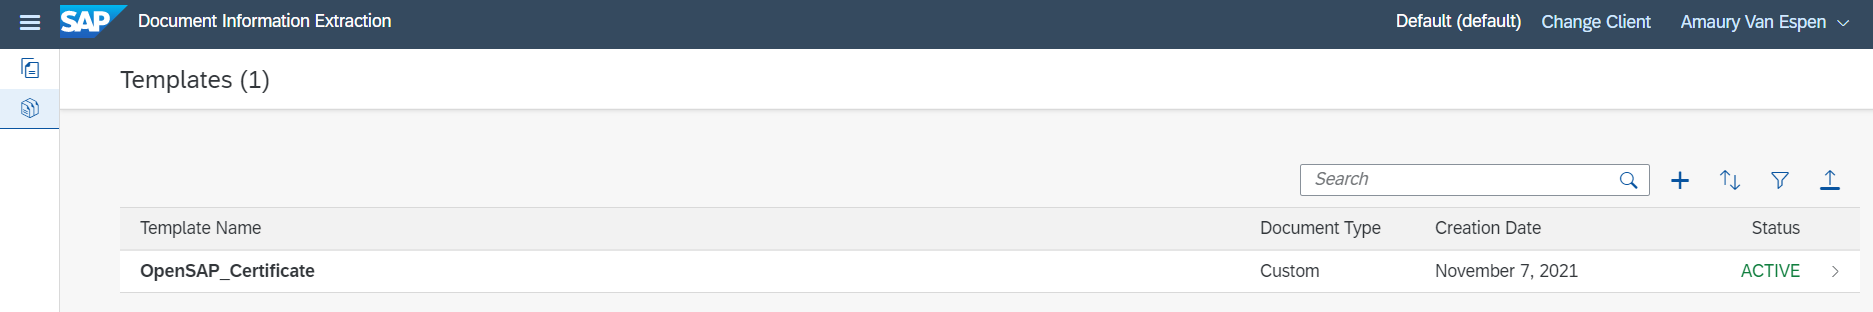 SAP Document Information Extraction Default (default) Change Client Amaury Van Espen
Templates (1)
Search
Template Name Document Type Creation Date Status
OpenSAP_Certificate Custom November 7, 2021 ACTIVE